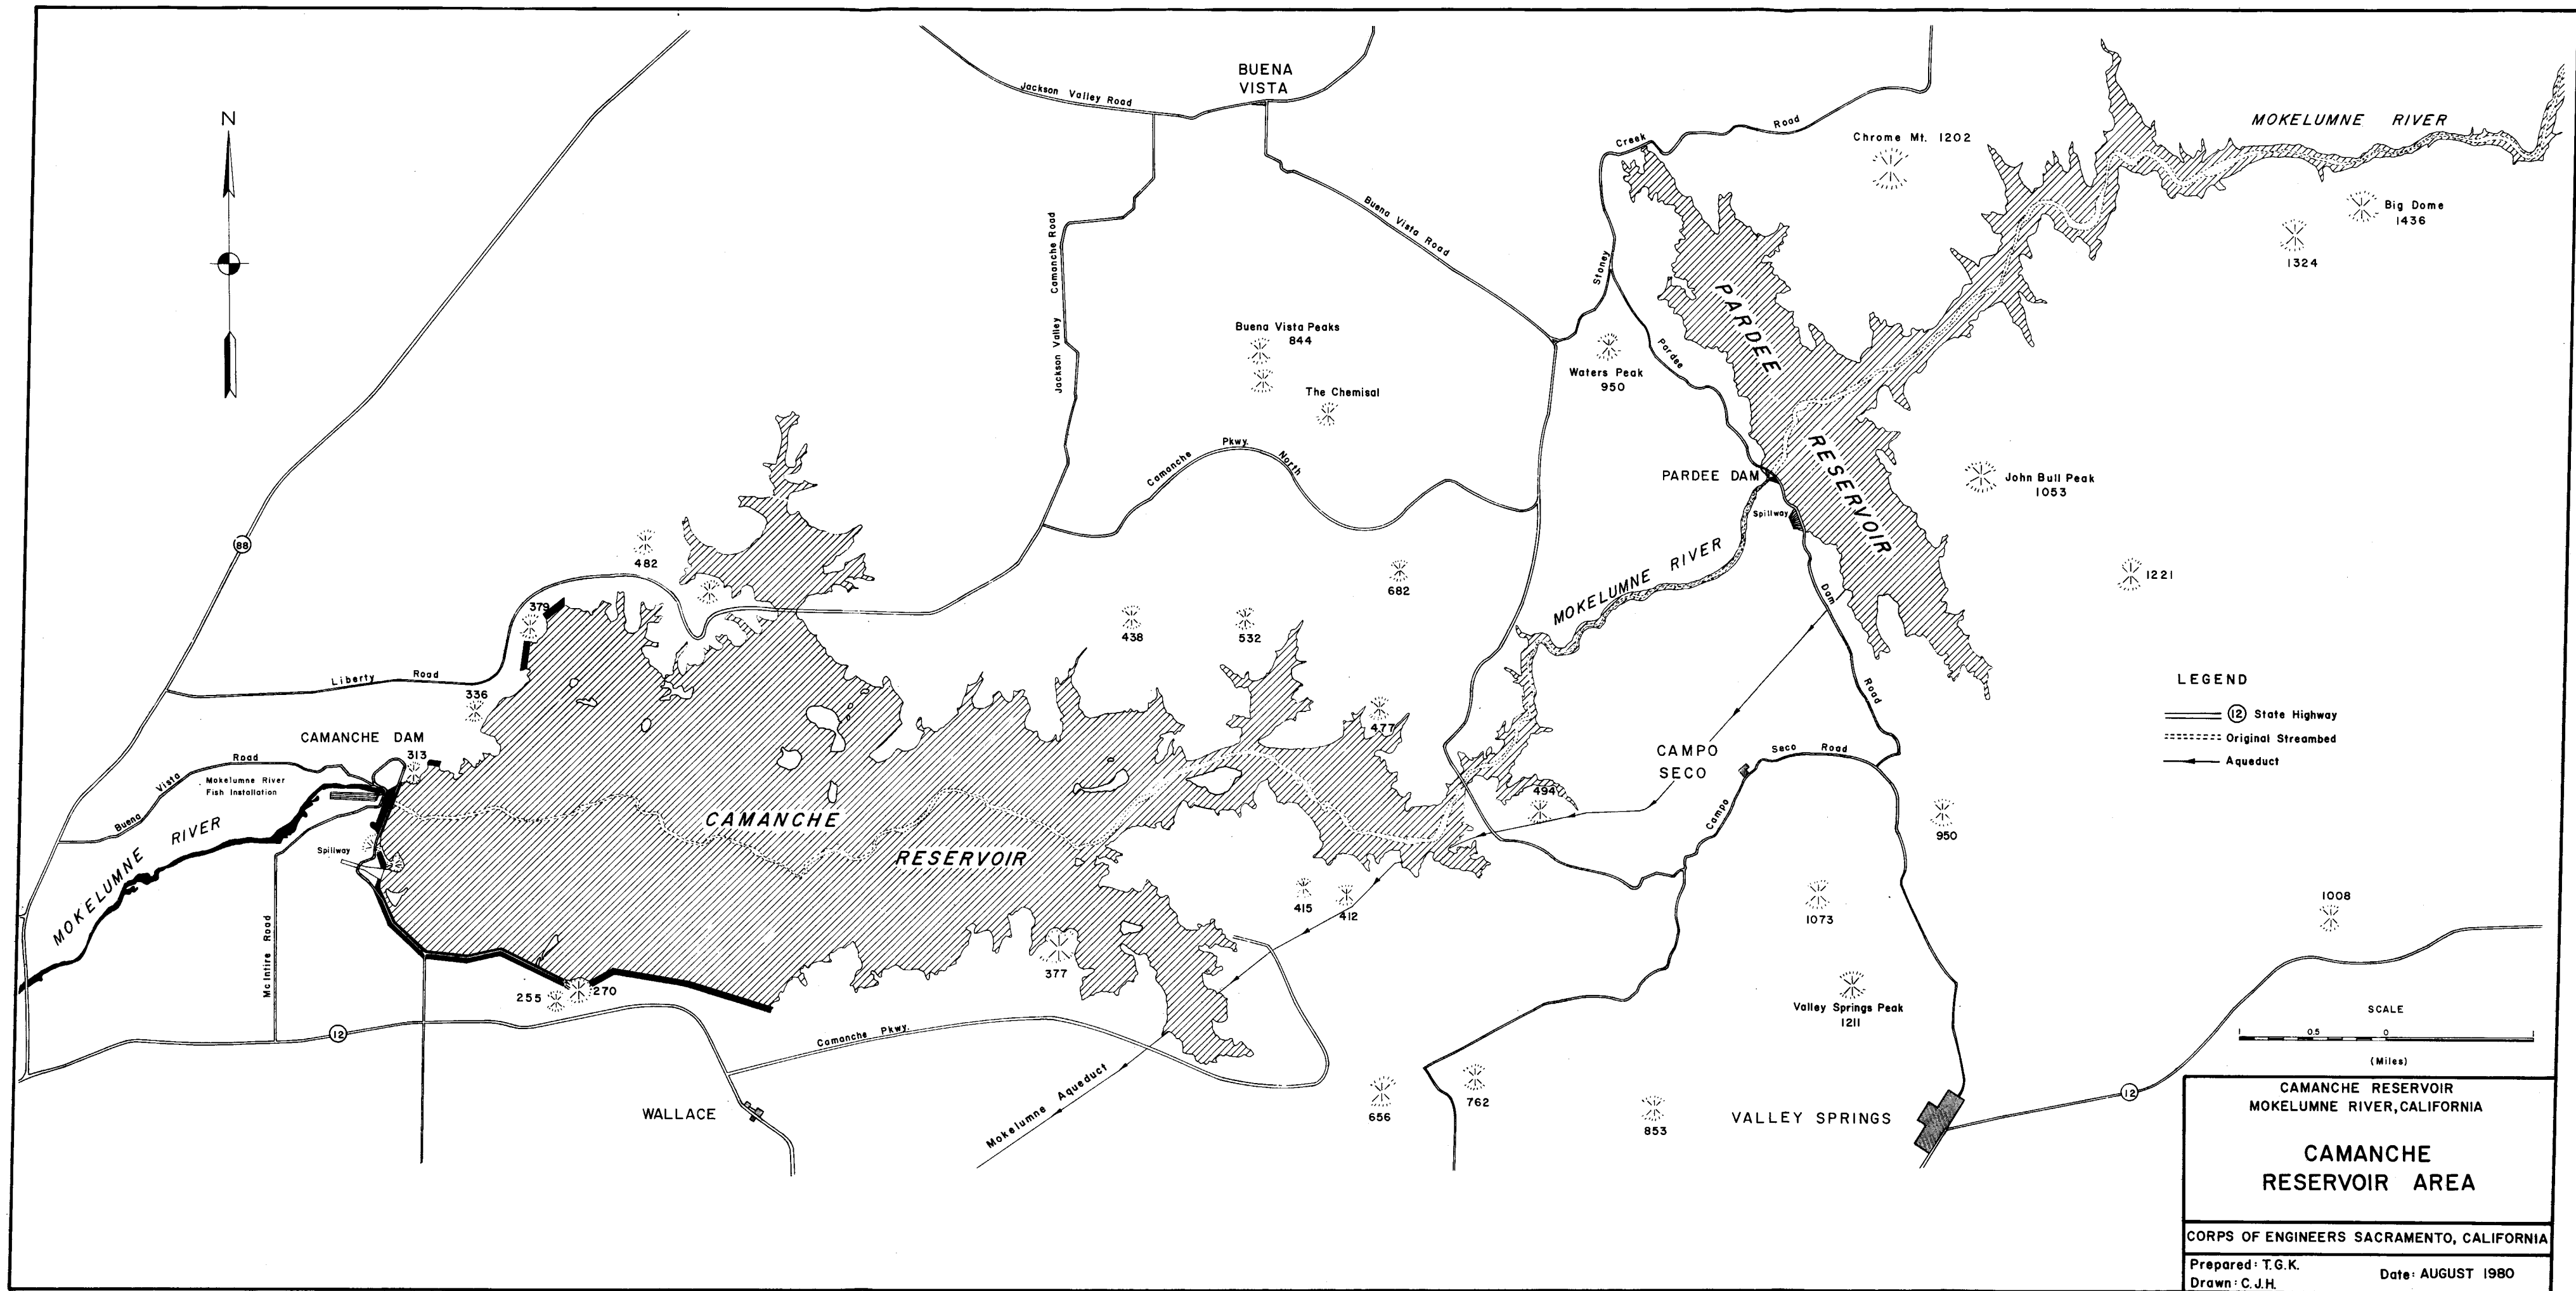 BUENA
VISTA
Jackson Valley Road
N
Creek Road
Chrome Mt. 1202
MOKELUMNE RIVER
Big Dome
1436
1324
Buena Vista Road
Jackson Valley Camanche Road
Stoney
PARDEE
RESERVOIR
Buena Vista Peaks
844
The Chemisal
Waters Peak
950
Pardee
Dam
Road
Camanche Pkwy. North
PARDEE DAM
Spillway
John Bull Peak
1053
88
482
379
682
438
532
MOKELUMNE RIVER
1221
Liberty Road
336
477
CAMANCHE DAM
313
Buena Vista Road
Mokelumne River
Fish Installation
CAMPO
SECO
Campo Seco Road
494
LEGEND
12 State Highway
Original Streambed
Aqueduct
MOKELUMNE RIVER
Spillway
CAMANCHE
RESERVOIR
950
415
412
1073
1008
McIntire Road
377
255
270
Valley Springs Peak
1211
12
Camanche Pkwy.
Mokelumne Aqueduct
WALLACE
656
762
853
VALLEY SPRINGS
12
SCALE
1 0.5 0 1
(Miles)
CAMANCHE RESERVOIR
MOKELUMNE RIVER, CALIFORNIA
CAMANCHE
RESERVOIR AREA
CORPS OF ENGINEERS SACRAMENTO, CALIFORNIA
Prepared: T.G.K.
Drawn: C.J.H.
Date: AUGUST 1980